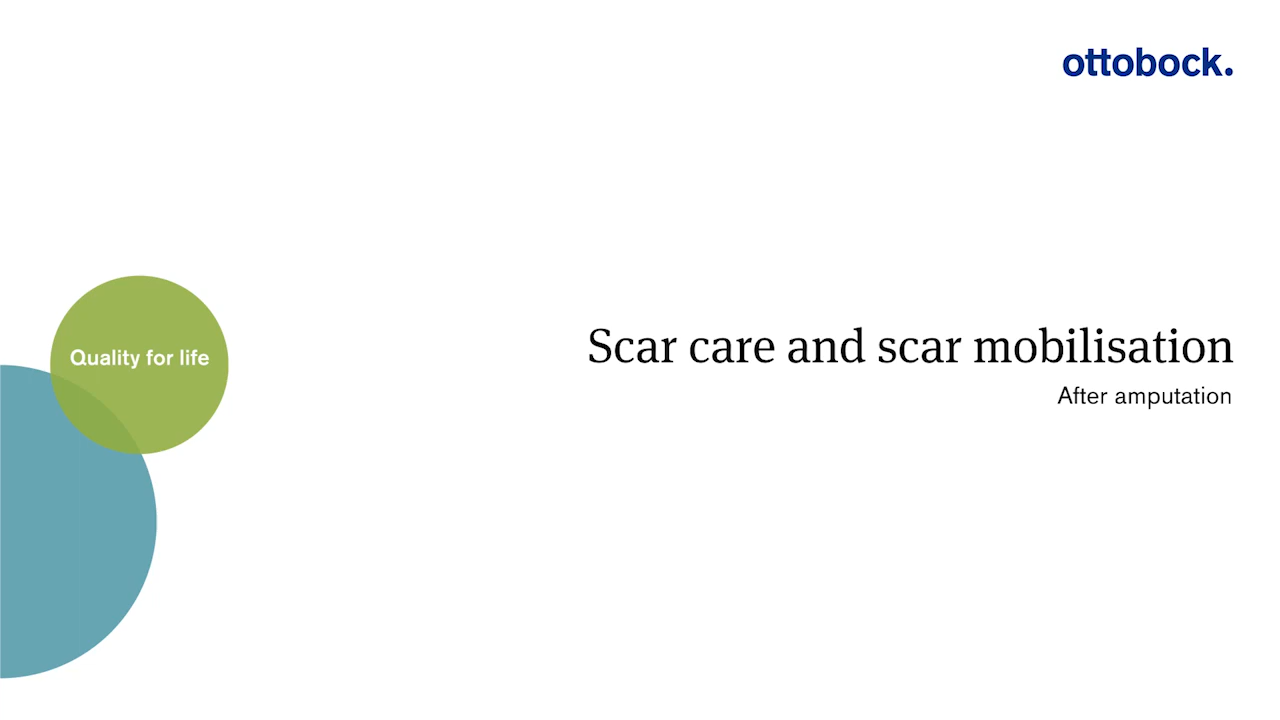 ottobock.
Quality for life
Scar care and scar mobilisation
After amputation